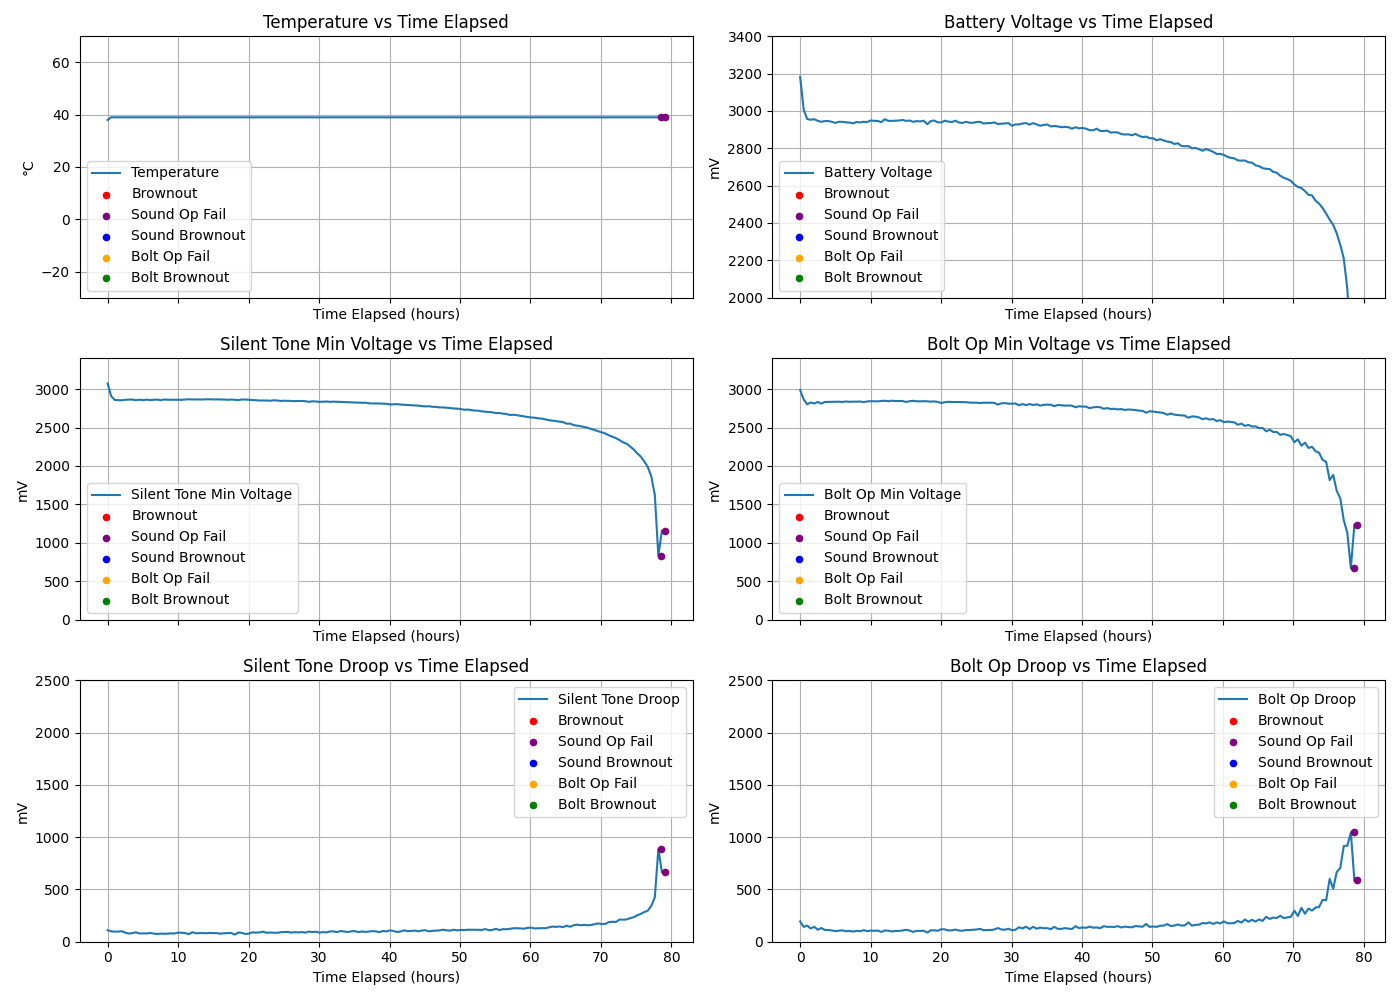 Temperature vs Time Elapsed
60
40
20
0
−20
°C
Temperature
Brownout
Sound Op Fail
Sound Brownout
Bolt Op Fail
Bolt Brownout
Time Elapsed (hours)
Battery Voltage vs Time Elapsed
3400
3200
3000
2800
2600
2400
2200
2000
mV
Battery Voltage
Brownout
Sound Op Fail
Sound Brownout
Bolt Op Fail
Bolt Brownout
Time Elapsed (hours)
Silent Tone Min Voltage vs Time Elapsed
3000
2500
2000
1500
1000
500
0
mV
Silent Tone Min Voltage
Brownout
Sound Op Fail
Sound Brownout
Bolt Op Fail
Bolt Brownout
Time Elapsed (hours)
Bolt Op Min Voltage vs Time Elapsed
3000
2500
2000
1500
1000
500
0
mV
Bolt Op Min Voltage
Brownout
Sound Op Fail
Sound Brownout
Bolt Op Fail
Bolt Brownout
Time Elapsed (hours)
Silent Tone Droop vs Time Elapsed
2500
2000
1500
1000
500
0
mV
Silent Tone Droop
Brownout
Sound Op Fail
Sound Brownout
Bolt Op Fail
Bolt Brownout
0 10 20 30 40 50 60 70 80
Time Elapsed (hours)
Bolt Op Droop vs Time Elapsed
2500
2000
1500
1000
500
0
mV
Bolt Op Droop
Brownout
Sound Op Fail
Sound Brownout
Bolt Op Fail
Bolt Brownout
0 10 20 30 40 50 60 70 80
Time Elapsed (hours)